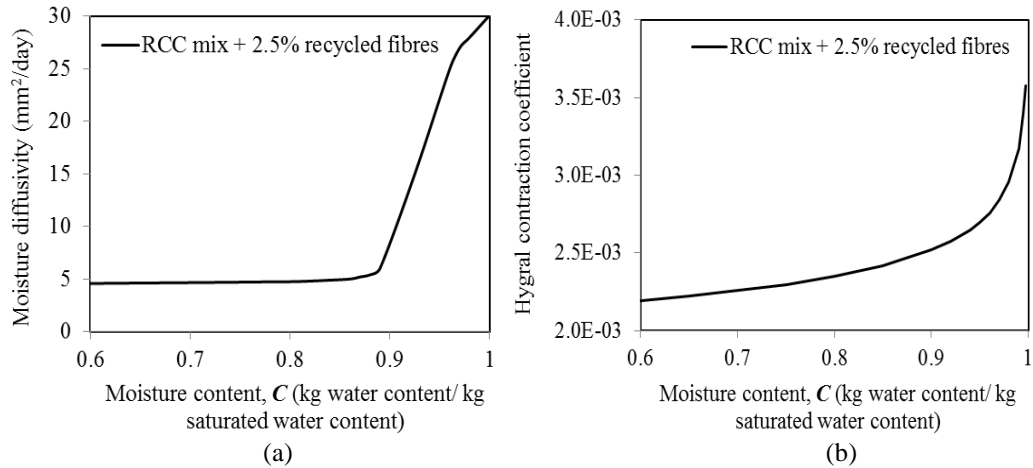 Moisture diffusivity (mm²/day)
30
25
20
15
10
5
0
RCC mix + 2.5% recycled fibres
0.6 0.7 0.8 0.9 1
Moisture content, C (kg water content/ kg
saturated water content)
(a)
Hygral contraction coefficient
4.0E-03
3.5E-03
3.0E-03
2.5E-03
2.0E-03
RCC mix + 2.5% recycled fibres
0.6 0.7 0.8 0.9 1
Moisture content, C (kg water content/ kg
saturated water content)
(b)